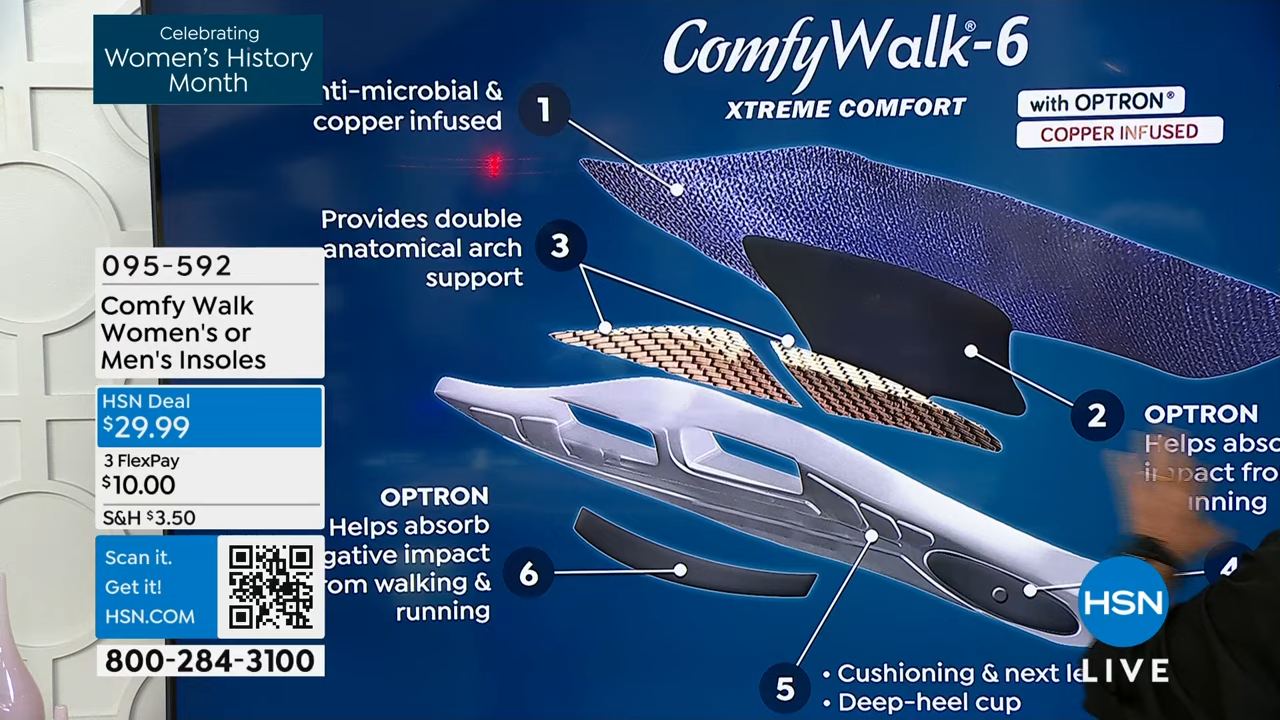 Celebrating
Women's History
Month
nti-microbial &
copper infused
1
ComfyWalk®-6
XTREME COMFORT
with OPTRON®
COPPER INFUSED
Provides double
anatomical arch
support
3
095-592
Comfy Walk
Women's or
Men's Insoles
HSN Deal
$29.99
3 FlexPay
$10.00
S&H $3.50
Scan it.
Get it!
HSN.COM
800-284-3100
2
OPTRON
Helps abso
impact fro
unning
OPTRON
Helps absorb
gative impact
om walking &
running
6
4
5
• Cushioning & next le
• Deep-heel cup
HSN
LIVE